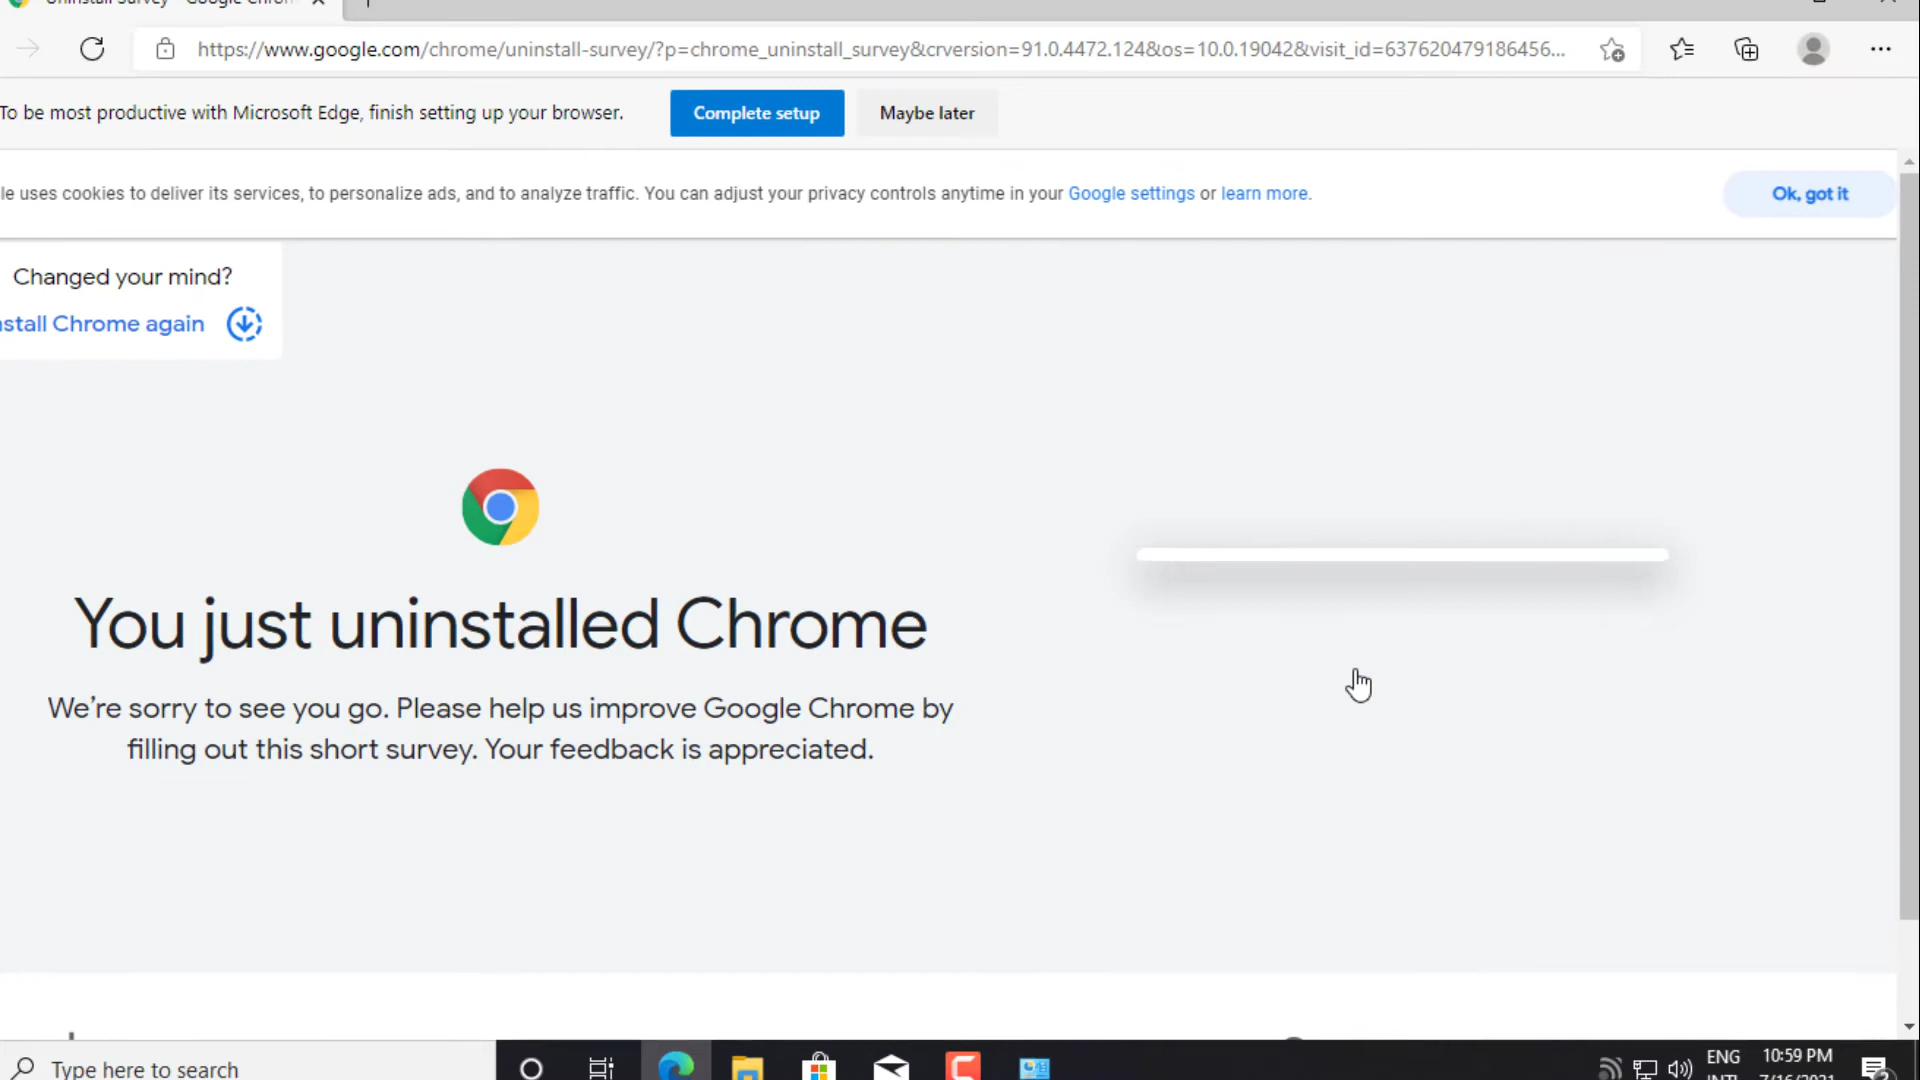 https://www.google.com/chrome/uninstall-survey/?p=chrome_uninstall_survey&crversion=91.0.4472.124&os=10.0.19042&visit_id=637620479186456...
To be most productive with Microsoft Edge, finish setting up your browser.
Complete setup
Maybe later
le uses cookies to deliver its services, to personalize ads, and to analyze traffic. You can adjust your privacy controls anytime in your Google settings or learn more.
Ok, got it
Changed your mind?
nstall Chrome again
You just uninstalled Chrome
We're sorry to see you go. Please help us improve Google Chrome by
filling out this short survey. Your feedback is appreciated.
Type here to search
ENG
10:59 PM